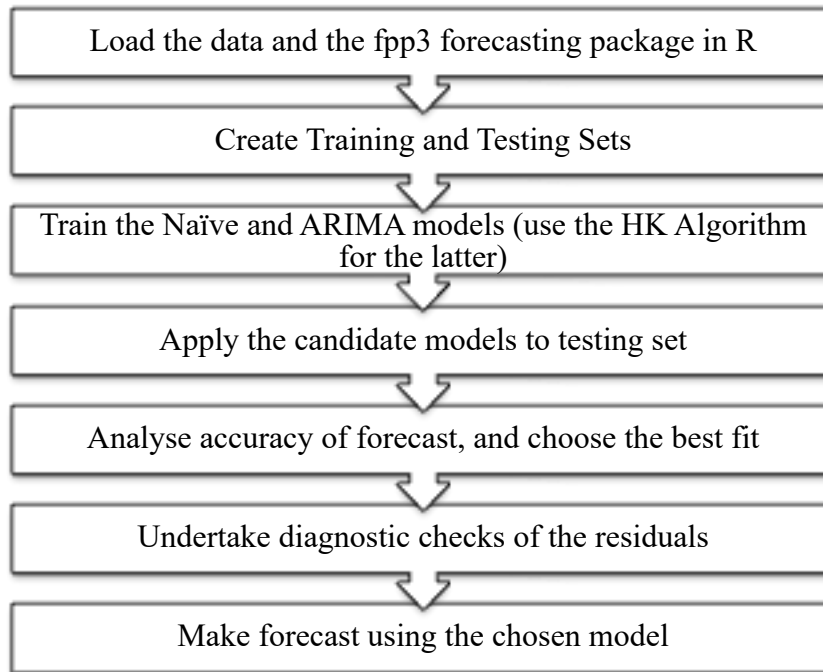 Load the data and the fpp3 forecasting package in R
Create Training and Testing Sets
Train the Naïve and ARIMA models (use the HK Algorithm
for the latter)
Apply the candidate models to testing set
Analyse accuracy of forecast, and choose the best fit
Undertake diagnostic checks of the residuals
Make forecast using the chosen model